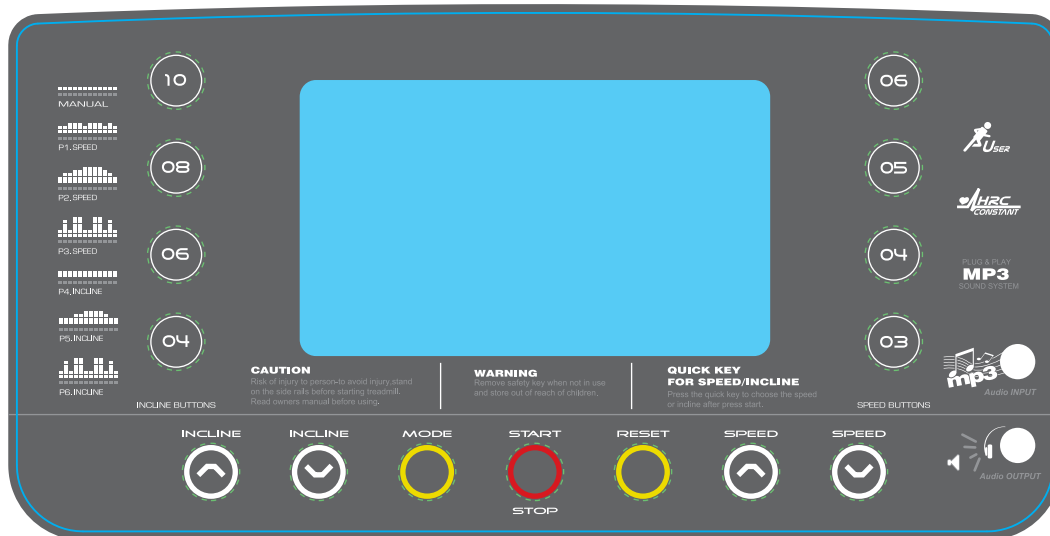 MANUAL
P1.SPEED
P2.SPEED
P3.SPEED
P4.INCLINE
P5.INCLINE
P6.INCLINE
10
08
06
04
INCLINE BUTTONS
06
05
04
03
SPEED BUTTONS
USER
HRC
CONSTANT
PLUG & PLAY
MP3
SOUND SYSTEM
mp3
Audio INPUT
Audio OUTPUT
CAUTION
Risk of injury to person-to avoid injury,stand
on the side rails before starting treadmill.
Read owners manual before using.
WARNING
Remove safety key when not in use
and store out of reach of children.
QUICK KEY
FOR SPEED/INCLINE
Press the quick key to choose the speed
or incline after press start.
INCLINE
INCLINE
MODE
START
STOP
RESET
SPEED
SPEED